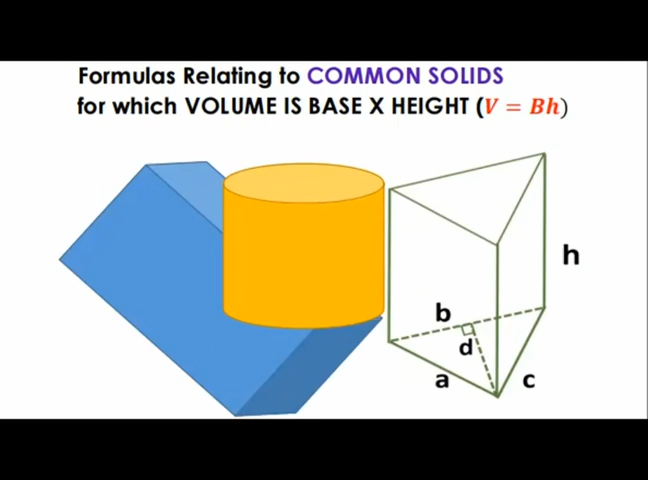 Formulas Relating to COMMON SOLIDS
for which VOLUME IS BASE X HEIGHT (V = Bh)
h
b
d
a
c